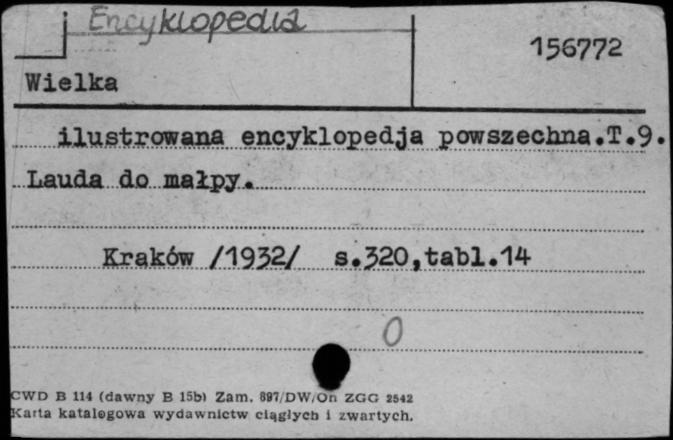 Encyklopedia
156772
Wielka
ilustrowana encyklopedja powszechna.T.9.
Lauda do małpy.
Kraków /1932/ s.320,tabl.14
0
CWD B 114 (dawny B 15b) Zam. 897/DW/On ZGG 2542
Karta katalogowa wydawnictw ciągłych i zwartych.